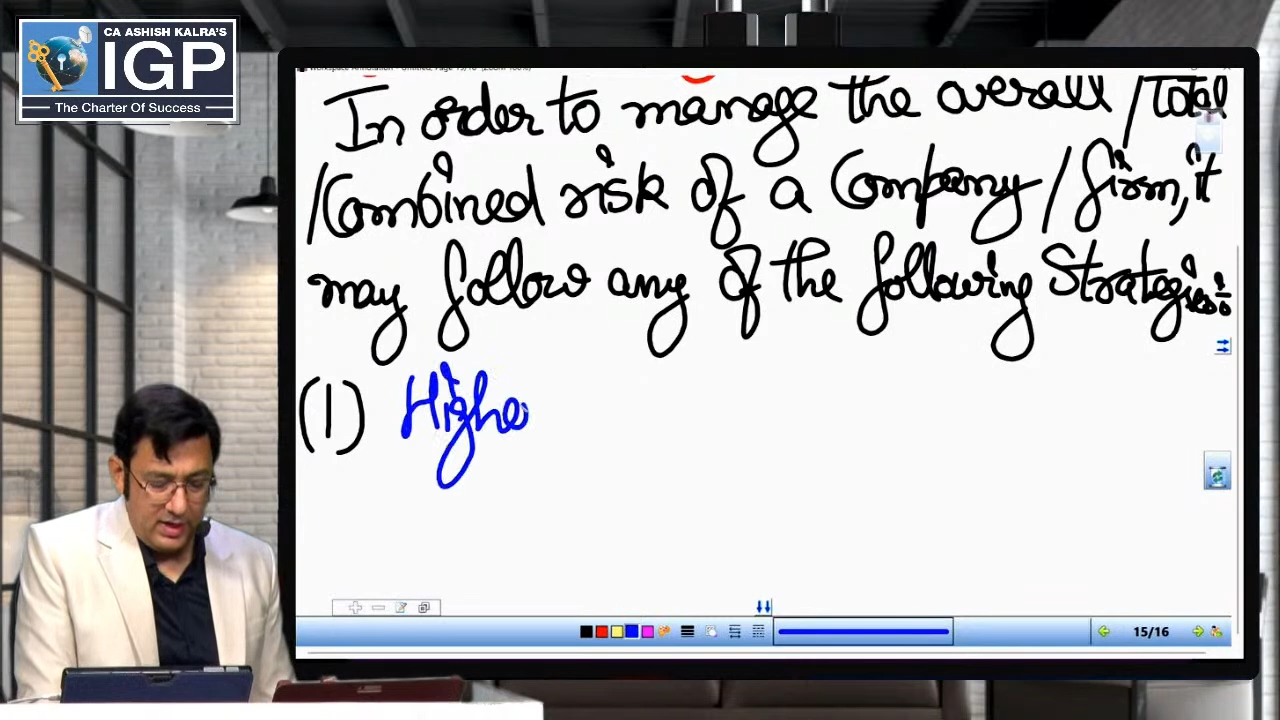 CA ASHISH KALRA'S
IGP
The Charter Of Success
In order to manage the overall / Total
/ Combined risk of a Company / firm, it
may follow any of the following Strategies:-
(1) Highe
15/16